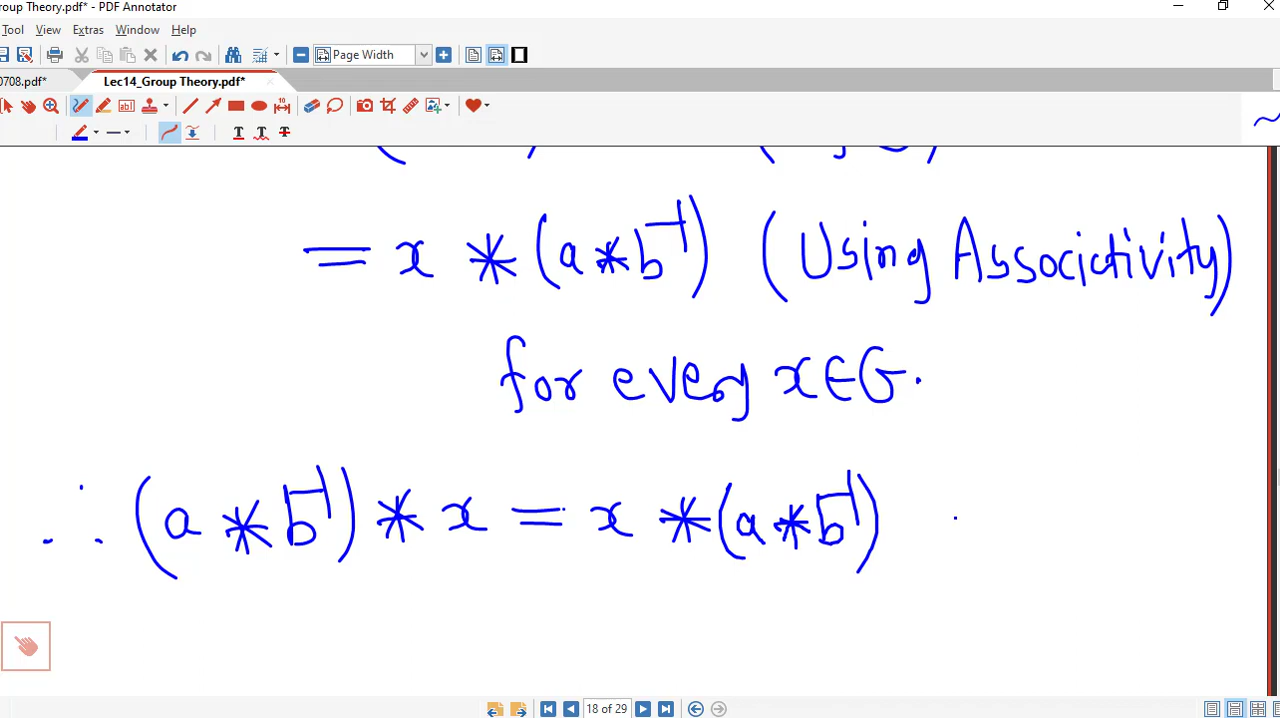 roup Theory.pdf* - PDF Annotator
Tool View Extras Window Help
Page Width
0708.pdf* Lec14_Group Theory.pdf*
= x * (a * b⁻¹) (Using Associctivity)
for every x ∈ G.
∴ (a * b⁻¹) * x = x * (a * b⁻¹)
18 of 29